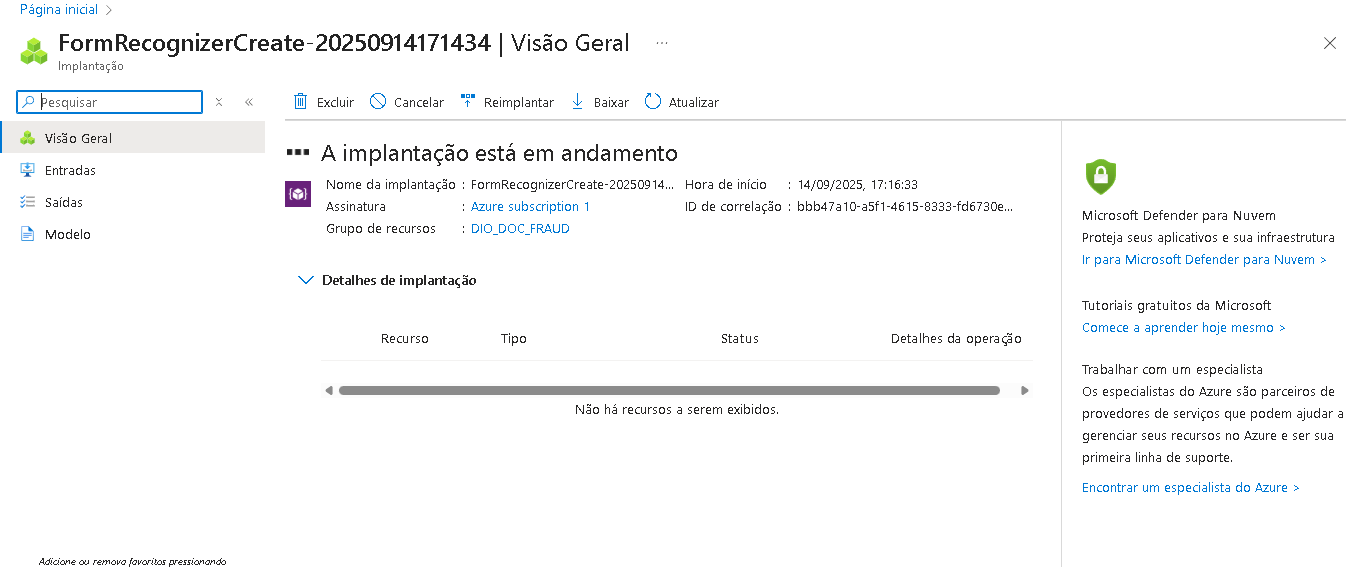 Página inicial >
FormRecognizerCreate-20250914171434 | Visão Geral ...
Implantação
Pesquisar
Excluir Cancelar Reimplantar Baixar Atualizar
Visão Geral
Entradas
Saídas
Modelo
A implantação está em andamento
Nome da implantação : FormRecognizerCreate-20250914... Hora de início : 14/09/2025, 17:16:33
Assinatura : Azure subscription 1 ID de correlação : bbb47a10-a5f1-4615-8333-fd6730e...
Grupo de recursos : DIO_DOC_FRAUD
Detalhes de implantação
Recurso Tipo Status Detalhes da operação
Não há recursos a serem exibidos.
Microsoft Defender para Nuvem
Proteja seus aplicativos e sua infraestrutura
Ir para Microsoft Defender para Nuvem >
Tutoriais gratuitos da Microsoft
Comece a aprender hoje mesmo >
Trabalhar com um especialista
Os especialistas do Azure são parceiros de
provedores de serviços que podem ajudar a
gerenciar seus recursos no Azure e ser sua
primeira linha de suporte.
Encontrar um especialista do Azure >
Adicione ou remova favoritos pressionando